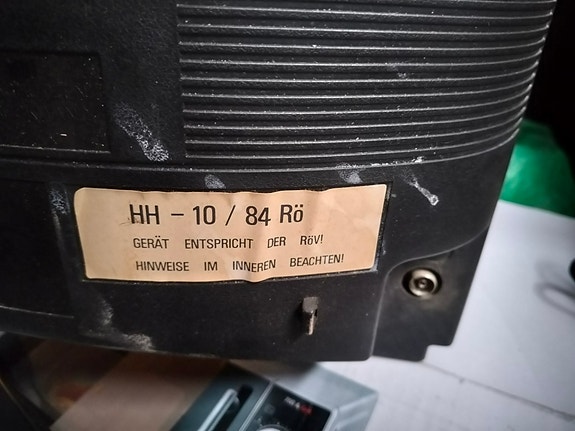 HH - 10 / 84 Rö
GERÄT ENTSPRICHT DER RöV!
HINWEISE IM INNEREN BEACHTEN!